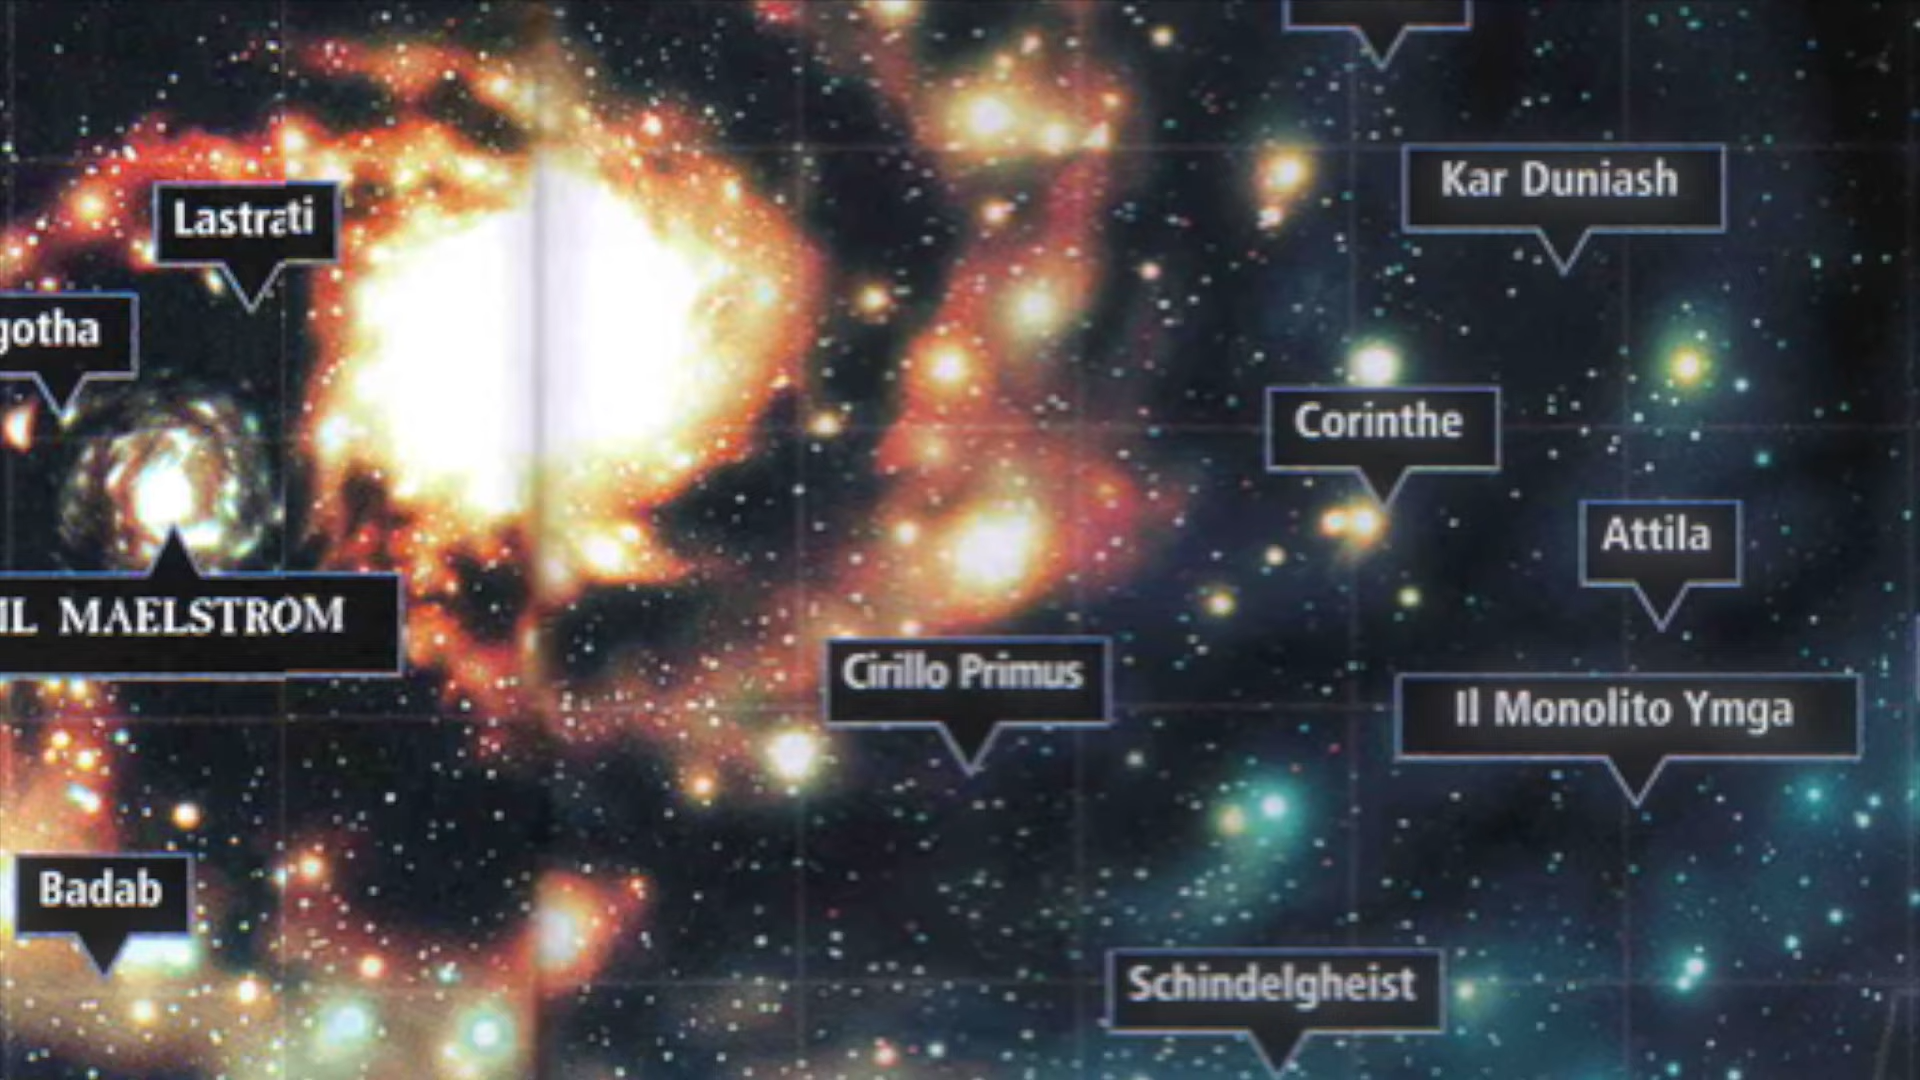 Kar Duniash
Lastrati
gotha
Corinthe
Attila
IL MAELSTROM
Cirillo Primus
Il Monolito Ymga
Badab
Schindelgheist